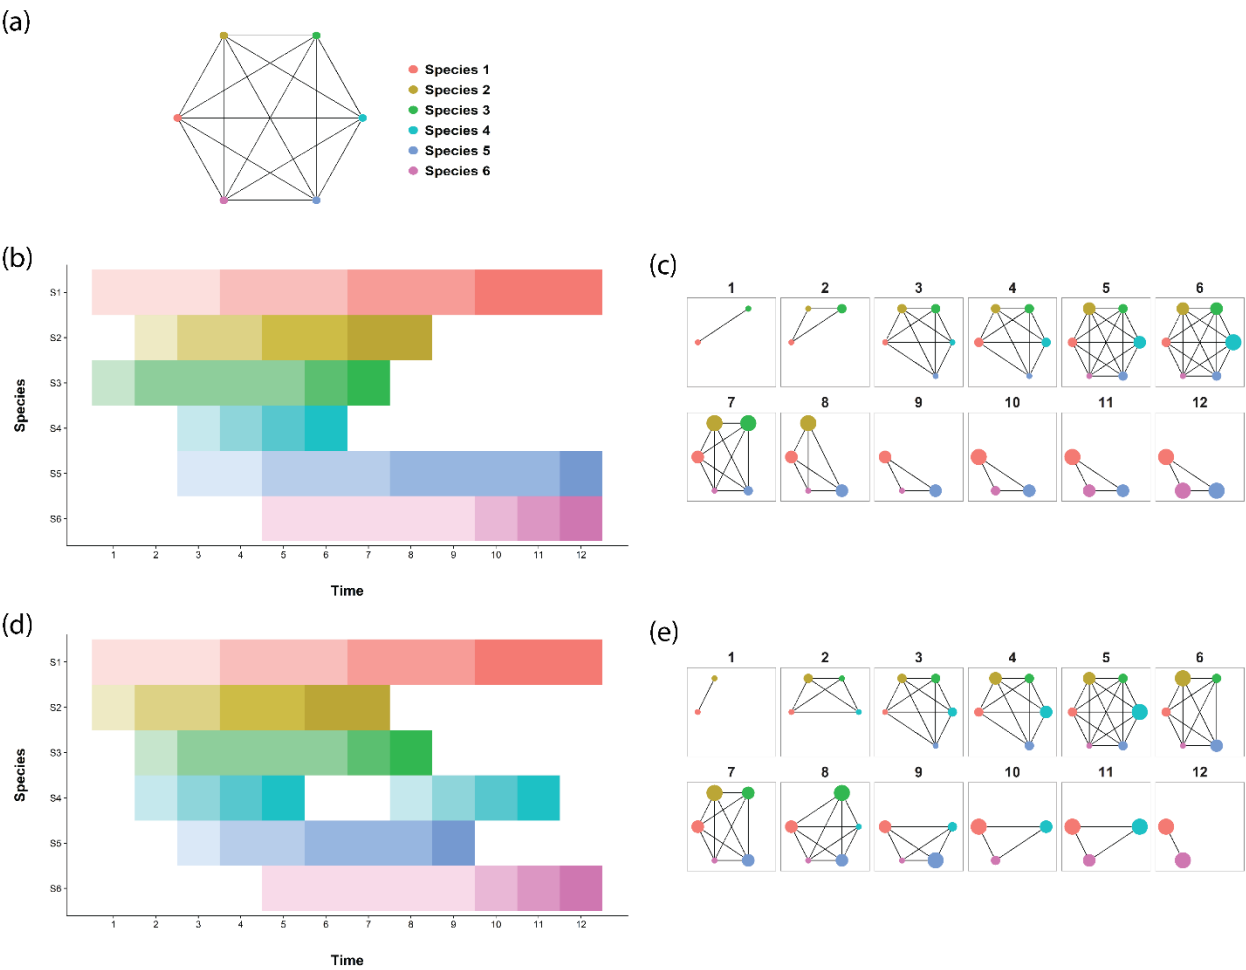 (a)
Species 1
Species 2
Species 3
Species 4
Species 5
Species 6
(b)
Species
S1
S2
S3
S4
S5
S6
1 2 3 4 5 6 7 8 9 10 11 12
Time
(c)
1 2 3 4 5 6
7 8 9 10 11 12
(d)
Species
S1
S2
S3
S4
S5
S6
1 2 3 4 5 6 7 8 9 10 11 12
Time
(e)
1 2 3 4 5 6
7 8 9 10 11 12